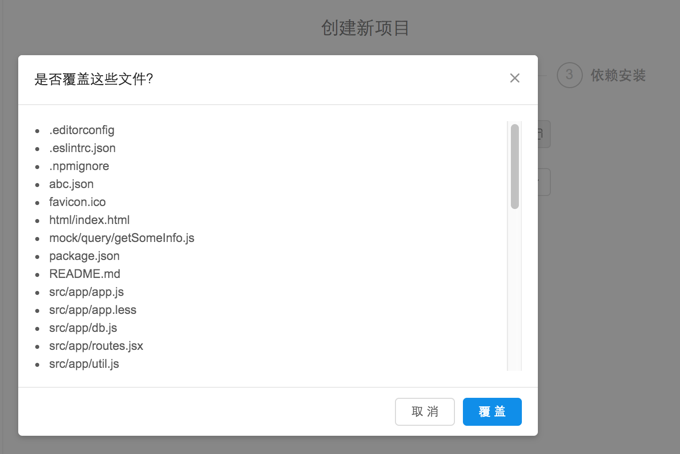 创建新项目
是否覆盖这些文件?
3 依赖安装
.editorconfig
.eslintrc.json
.npmignore
abc.json
favicon.ico
html/index.html
mock/query/getSomeInfo.js
package.json
README.md
src/app/app.js
src/app/app.less
src/app/db.js
src/app/routes.jsx
src/app/util.js
取 消
覆 盖